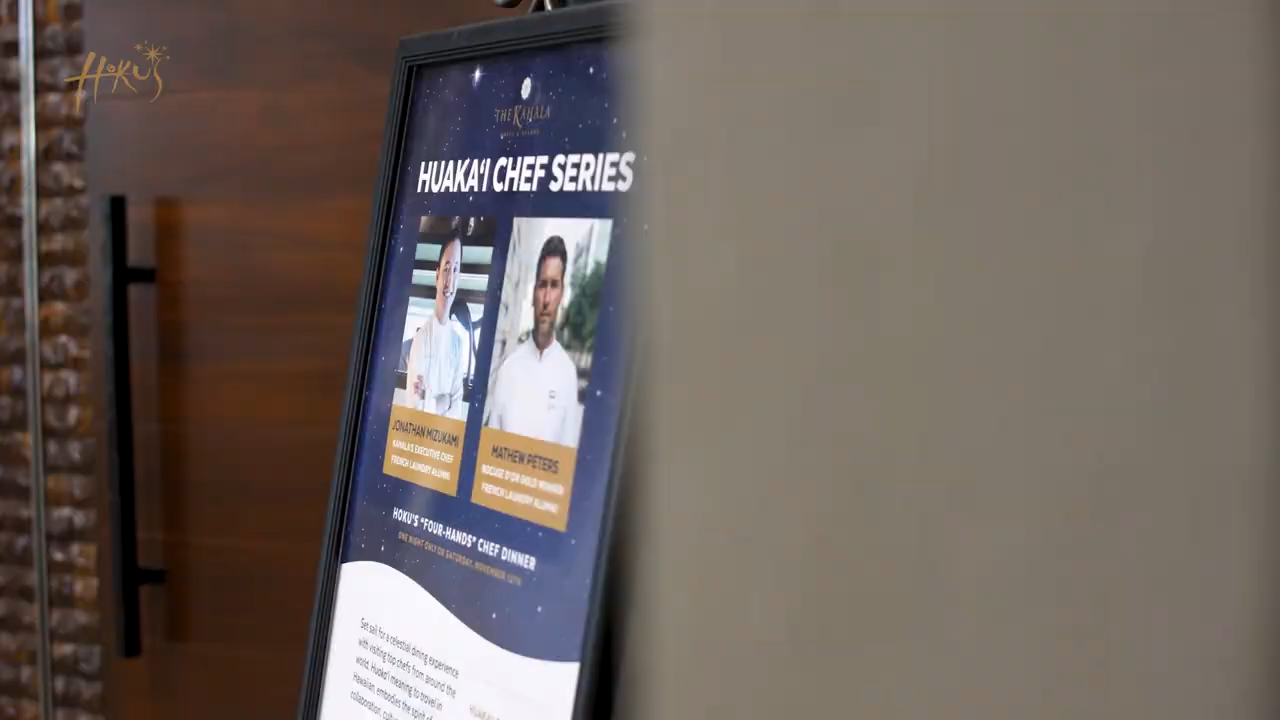 HOKU'S
THE KAHALA
HOTEL & RESORT
HUAKA'I CHEF SERIES
JONATHAN MIZUKAMI
KAHALA'S EXECUTIVE CHEF
FRENCH LAUNDRY ALUMNI
MATHEW PETERS
BOCUSE D'OR GOLD WINNER
FRENCH LAUNDRY ALUMNI
HOKU'S "FOUR-HANDS" CHEF DINNER
ONE NIGHT ONLY ON SATURDAY, NOVEMBER 12TH
Set sail for a celestial dining experience
with visiting top chefs from around the
world. Huaka'i meaning to travel in
Hawaiian, embodies the spirit of
collaboration,